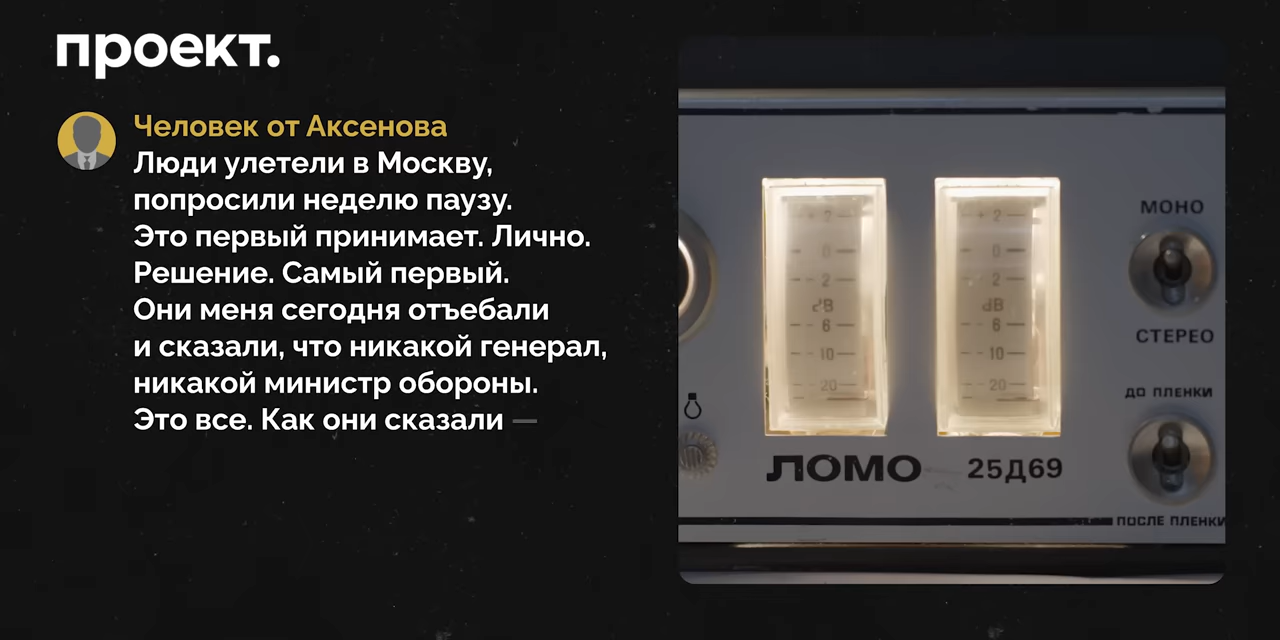 проект.
Человек от Аксенова
Люди улетели в Москву,
попросили неделю паузу.
Это первый принимает. Лично.
Решение. Самый первый.
Они меня сегодня отъебали
и сказали, что никакой генерал,
никакой министр обороны.
Это все. Как они сказали —
+ 2
0
2
dB
6
10
20
+ 2
0
2
dB
6
10
20
МОНО
СТЕРЕО
ДО ПЛЕНКИ
ПОСЛЕ ПЛЕНКИ
ЛОМО 25Д69